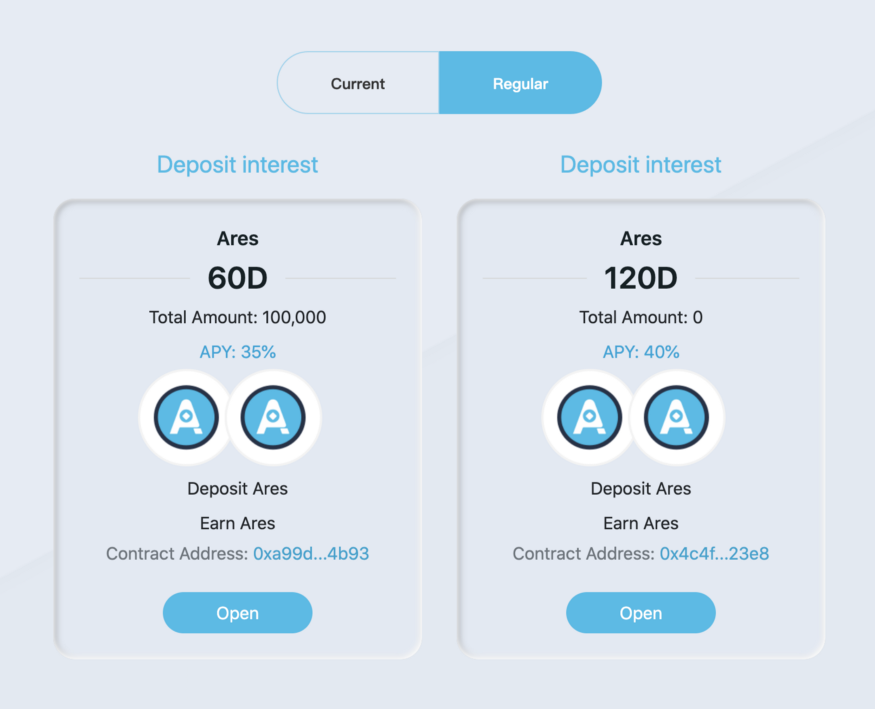 Current
Regular
Deposit interest
Ares
60D
Total Amount: 100,000
APY: 35%
Deposit Ares
Earn Ares
Contract Address: 0xa99d...4b93
Open
Deposit interest
Ares
120D
Total Amount: 0
APY: 40%
Deposit Ares
Earn Ares
Contract Address: 0x4c4f...23e8
Open